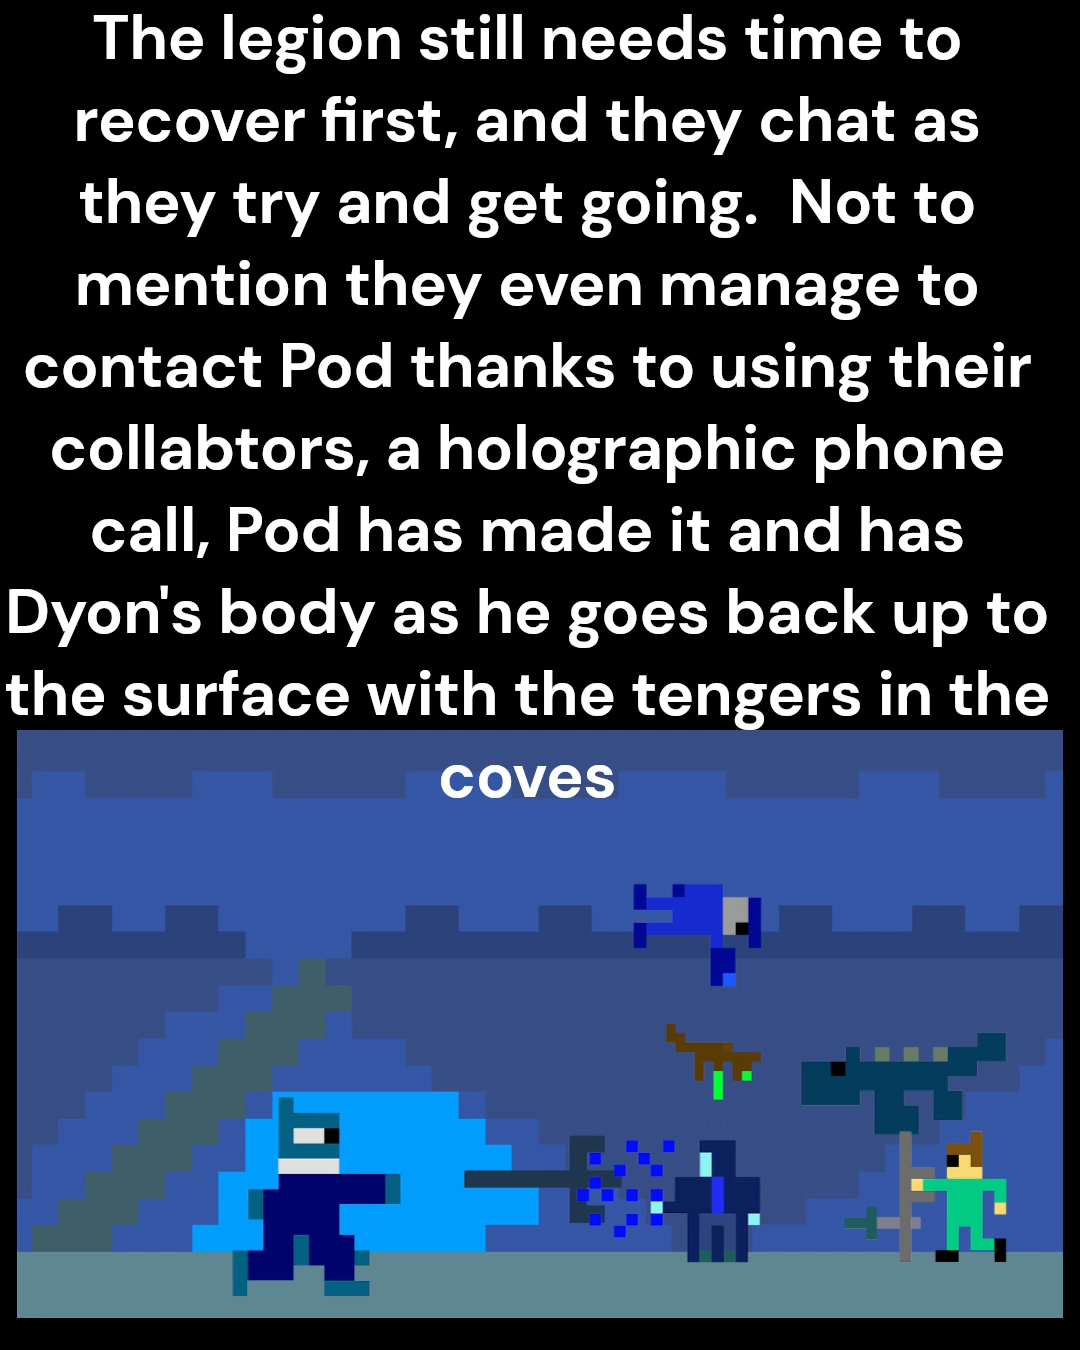 The legion still needs time to
recover first, and they chat as
they try and get going.  Not to
mention they even manage to
contact Pod thanks to using their
collabtors, a holographic phone
call, Pod has made it and has
Dyon's body as he goes back up to
the surface with the tengers in the
coves